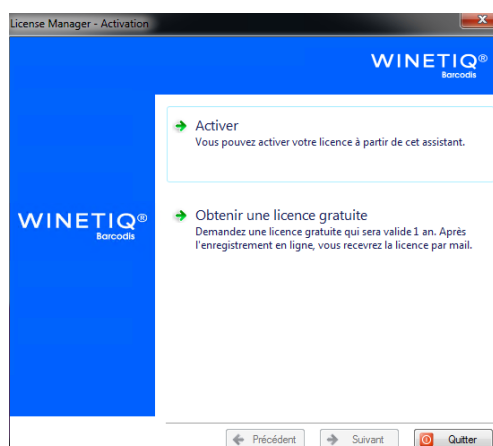 License Manager - Activation
WINETIQ®
Barcodis
Activer
Vous pouvez activer votre licence à partir de cet assistant.
WINETIQ®
Barcodis
Obtenir une licence gratuite
Demandez une licence gratuite qui sera valide 1 an. Après
l'enregistrement en ligne, vous recevrez la licence par mail.
Précédent
Suivant
Quitter